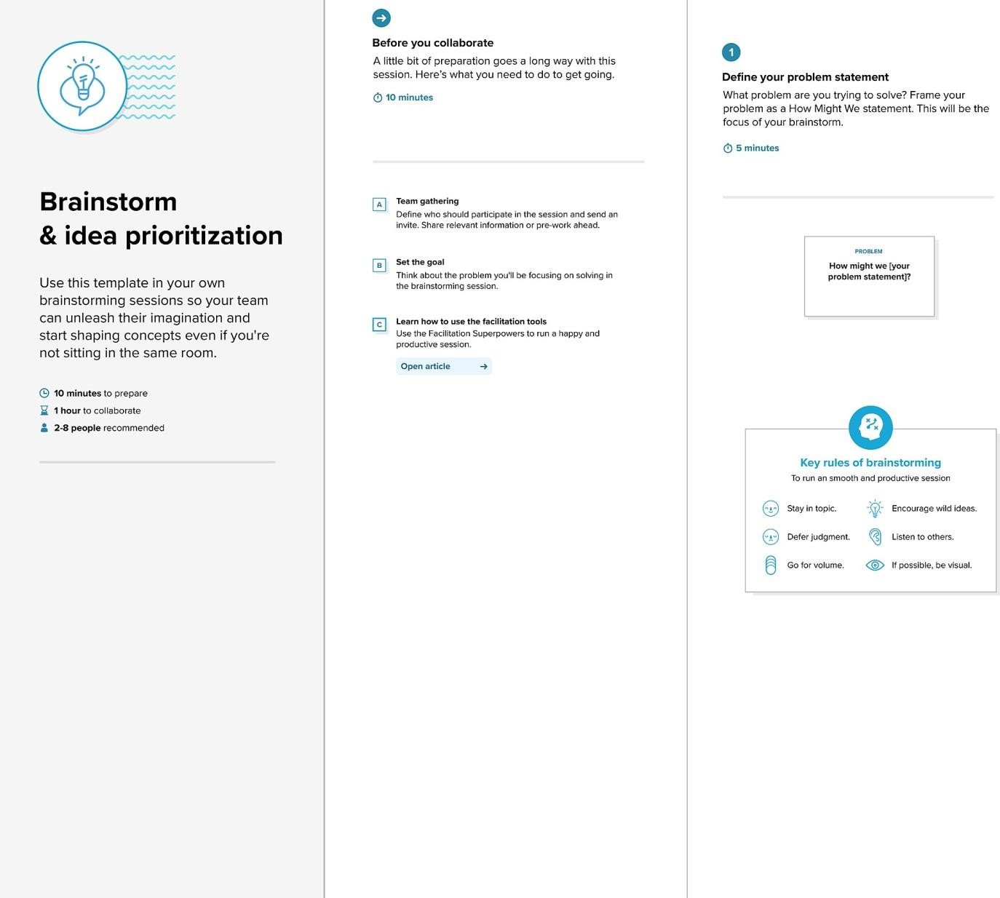 Brainstorm
& idea prioritization
Use this template in your own
brainstorming sessions so your team
can unleash their imagination and
start shaping concepts even if you're
not sitting in the same room.
10 minutes to prepare
1 hour to collaborate
2-8 people recommended
Before you collaborate
A little bit of preparation goes a long way with this
session. Here's what you need to do to get going.
10 minutes
A
Team gathering
Define who should participate in the session and send an
invite. Share relevant information or pre-work ahead.
B
Set the goal
Think about the problem you'll be focusing on solving in
the brainstorming session.
C
Learn how to use the facilitation tools
Use the Facilitation Superpowers to run a happy and
productive session.
Open article
1
Define your problem statement
What problem are you trying to solve? Frame your
problem as a How Might We statement. This will be the
focus of your brainstorm.
5 minutes
PROBLEM
How might we [your
problem statement]?
Key rules of brainstorming
To run an smooth and productive session
Stay in topic.
Encourage wild ideas.
Defer judgment.
Listen to others.
Go for volume.
If possible, be visual.